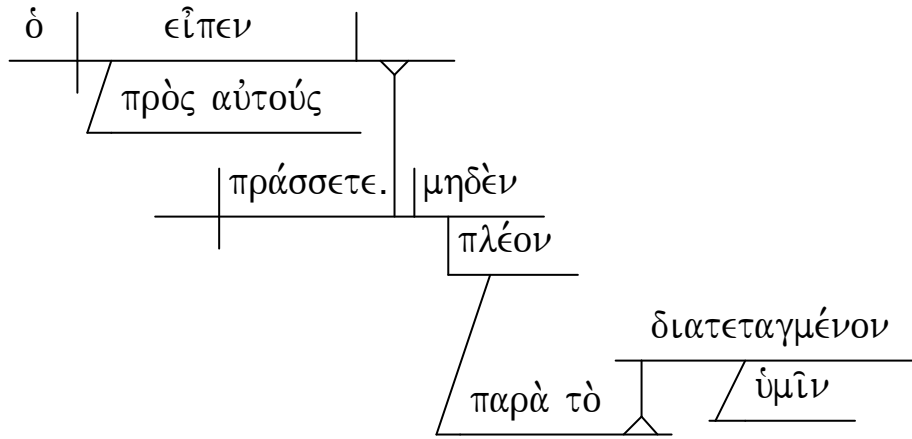 ὁ εἶπεν
πρὸς αὐτούς
πράσσετε. μηδὲν
πλέον
διατεταγμένον
ὑμῖν
παρὰ τὸ